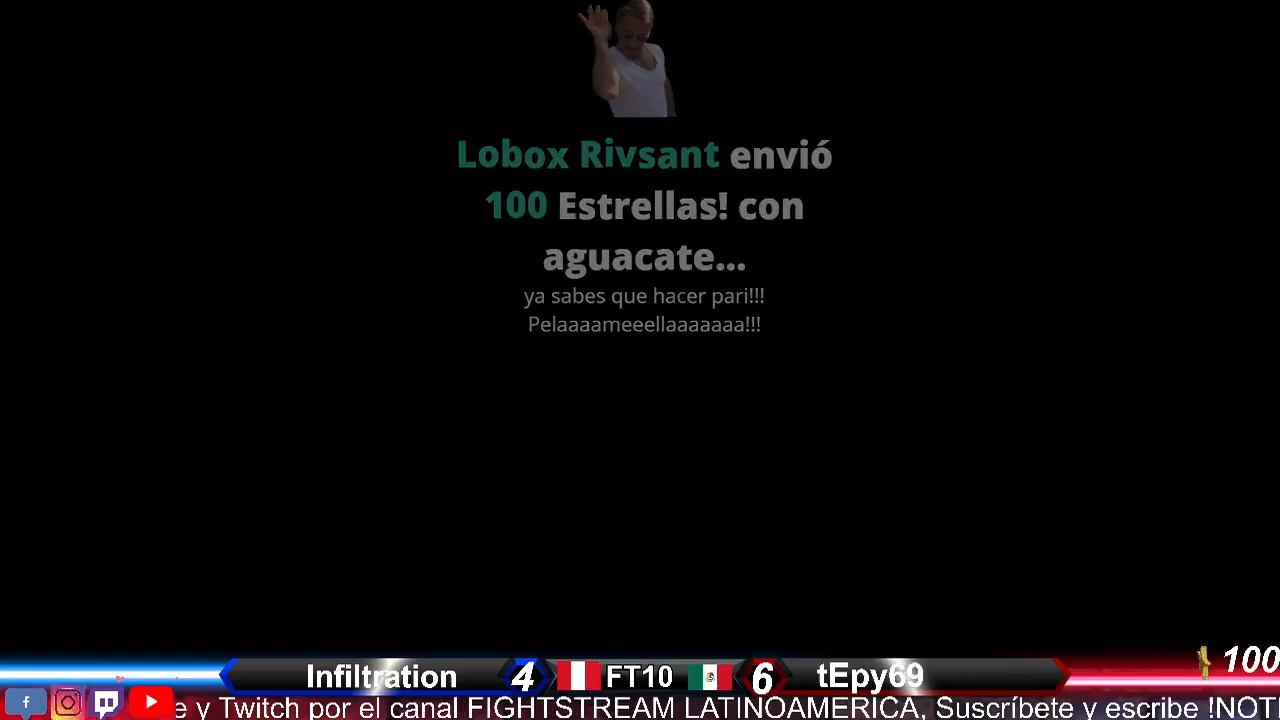 Lobox Rivsant envió
100 Estrellas! con
aguacate...
ya sabes que hacer pari!!!
Pelaaaameeellaaaaaaa!!!
100
Infiltration 4 FT10 6 tEpy69
e y Twitch por el canal FIGHTSTREAM LATINOAMERICA, Suscríbete y escribe !NOT